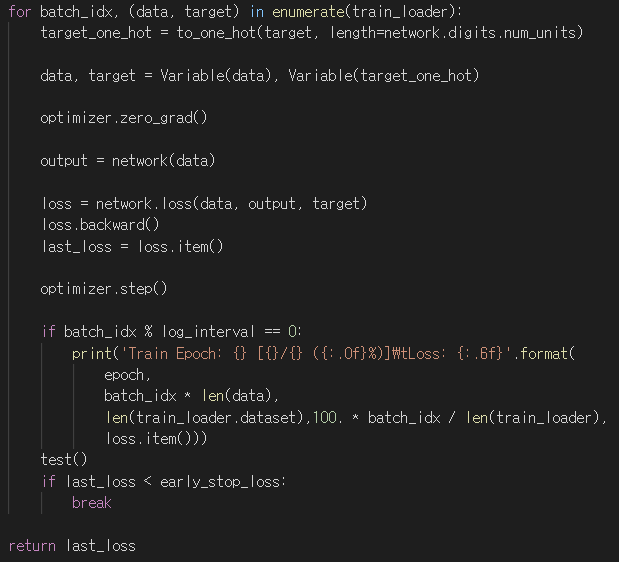 for batch_idx, (data, target) in enumerate(train_loader):
    target_one_hot = to_one_hot(target, length=network.digits.num_units)
    data, target = Variable(data), Variable(target_one_hot)
    optimizer.zero_grad()
    output = network(data)
    loss = network.loss(data, output, target)
    loss.backward()
    last_loss = loss.item()
    optimizer.step()
    if batch_idx % log_interval == 0:
        print('Train Epoch: {} [{}/{} ({:.0f}%)]₩tLoss: {:.6f}'.format(
            epoch,
            batch_idx * len(data),
            len(train_loader.dataset),100. * batch_idx / len(train_loader),
            loss.item()))
    test()
    if last_loss < early_stop_loss:
        break
return last_loss